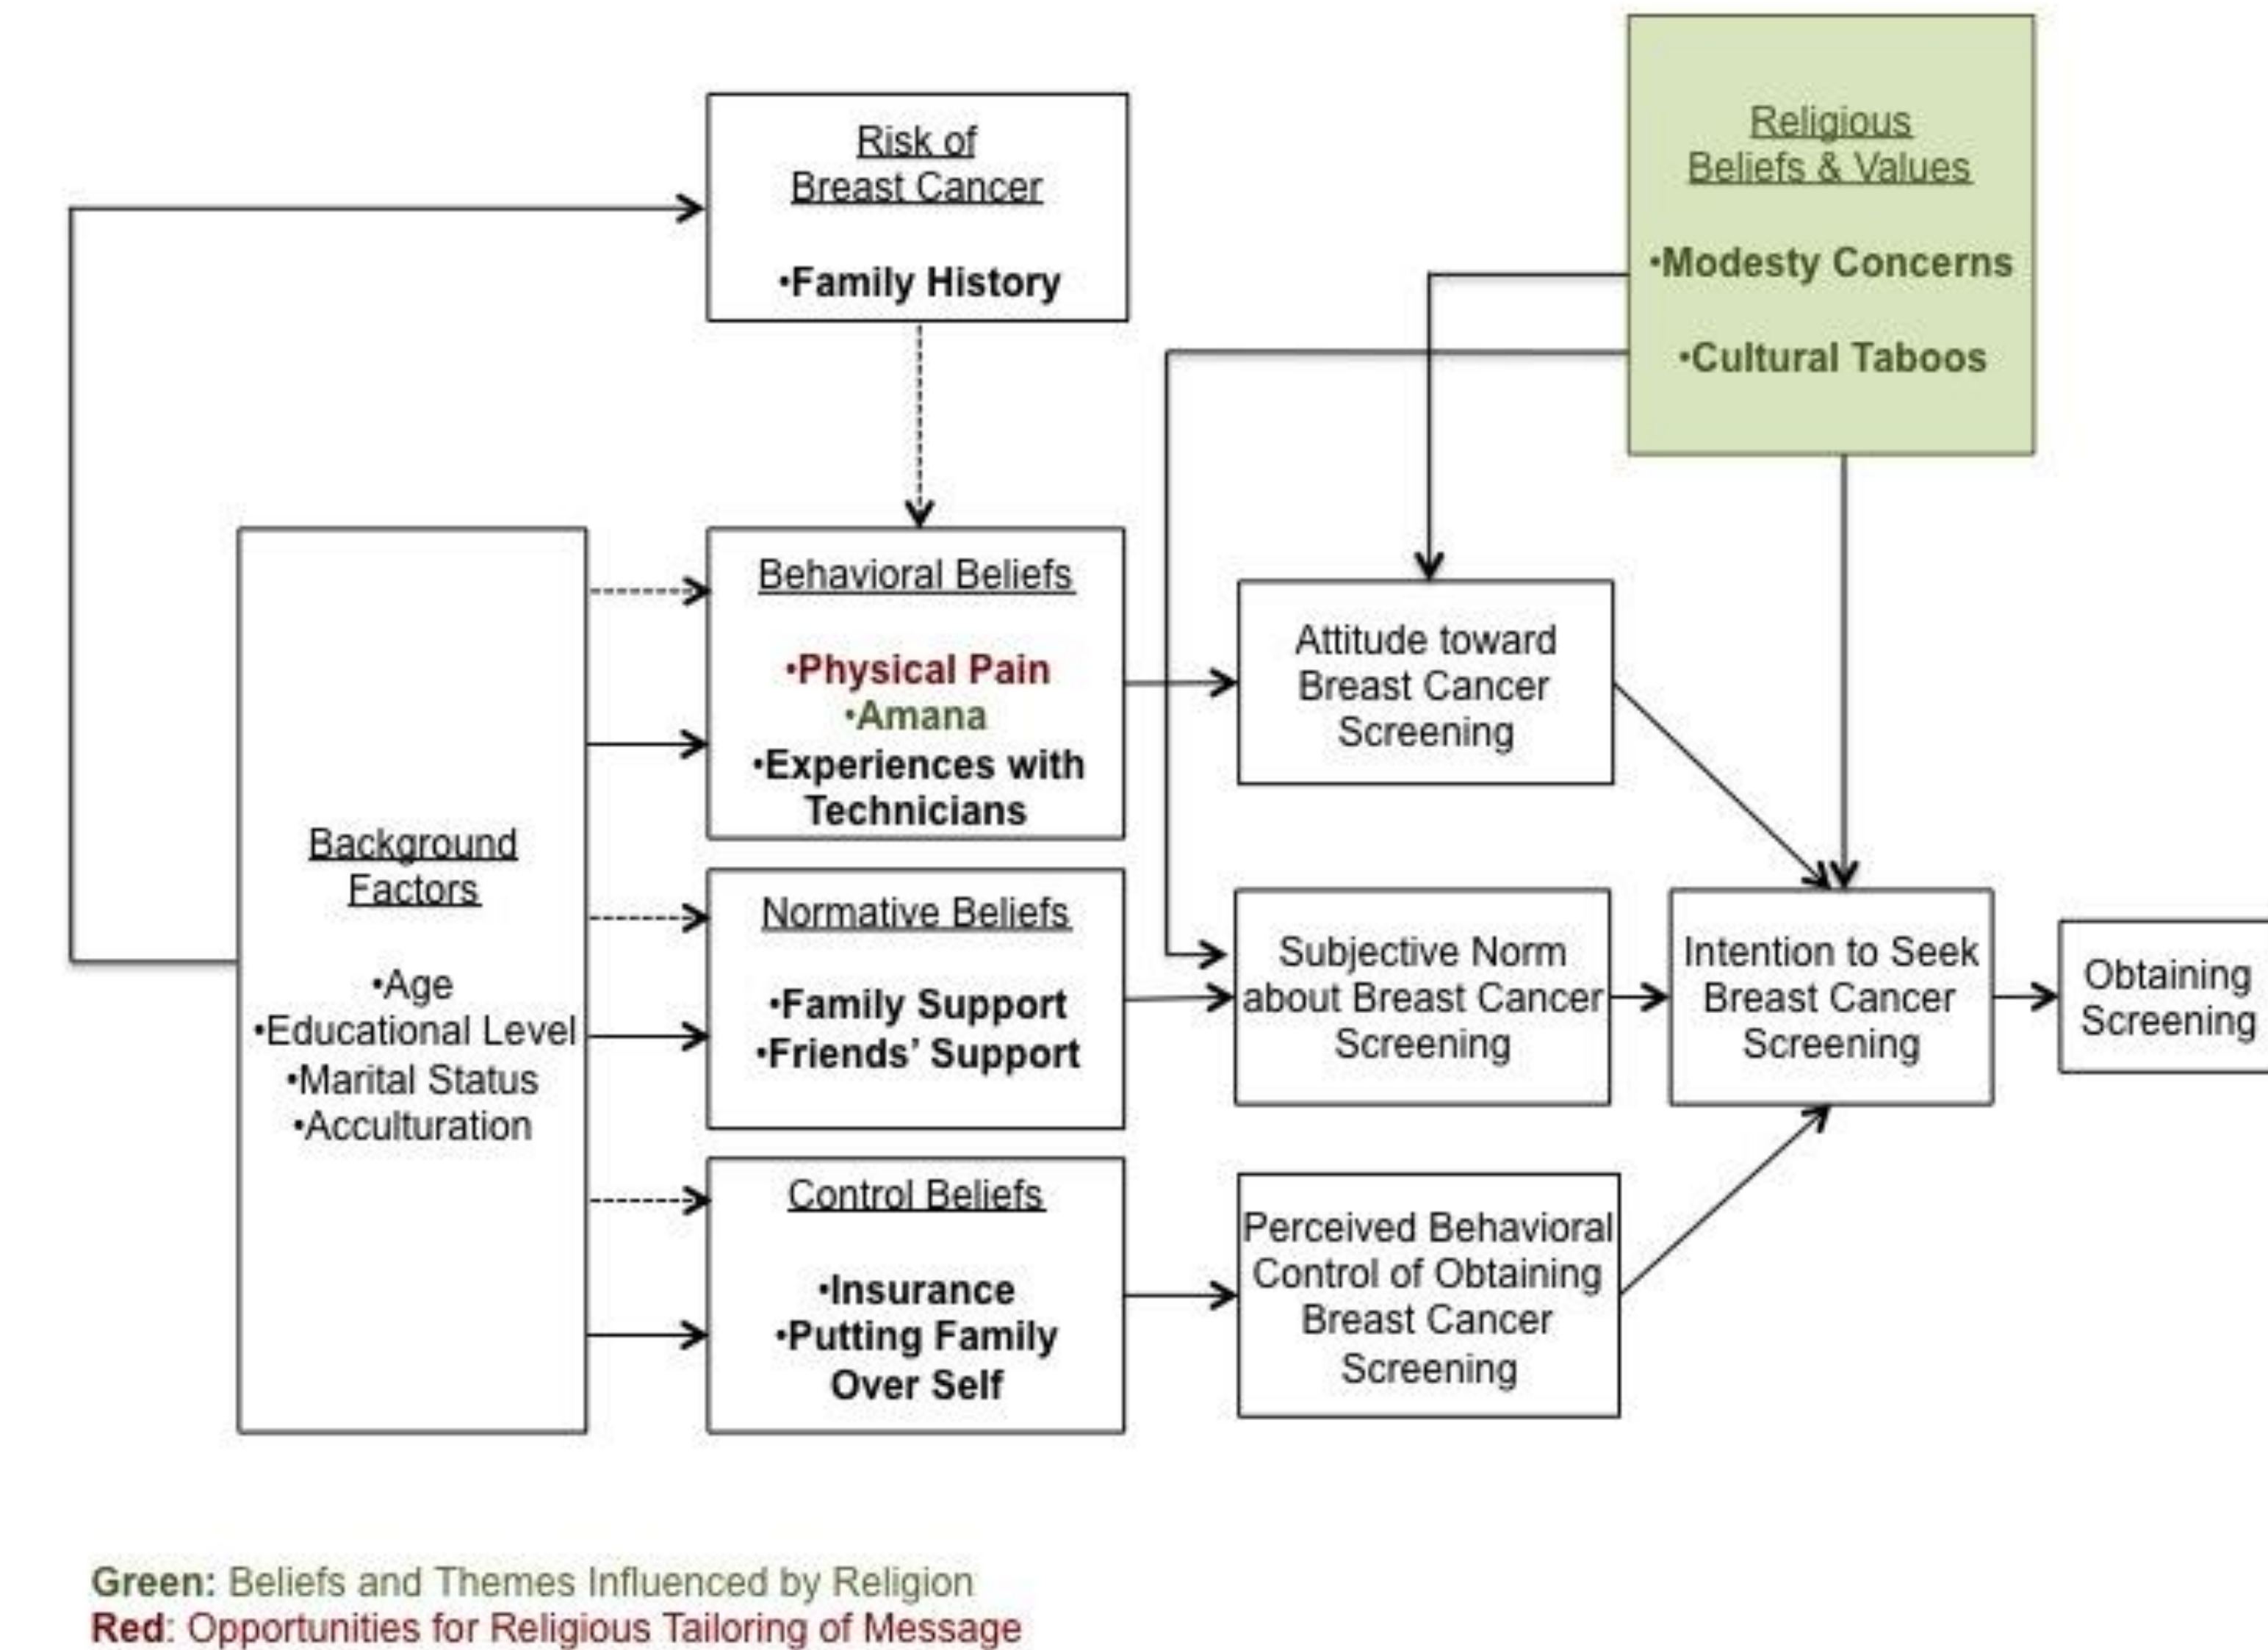 Religious
Beliefs & Values
•Modesty Concerns
•Cultural Taboos
Risk of
Breast Cancer
•Family History
Background
Factors
•Age
•Educational Level
•Marital Status
•Acculturation
Behavioral Beliefs
•Physical Pain
•Amana
•Experiences with
Technicians
Normative Beliefs
•Family Support
•Friends’ Support
Control Beliefs
•Insurance
•Putting Family
Over Self
Attitude toward
Breast Cancer
Screening
Subjective Norm
about Breast Cancer
Screening
Perceived Behavioral
Control of Obtaining
Breast Cancer
Screening
Intention to Seek
Breast Cancer
Screening
Obtaining
Screening
Green: Beliefs and Themes Influenced by Religion
Red: Opportunities for Religious Tailoring of Message